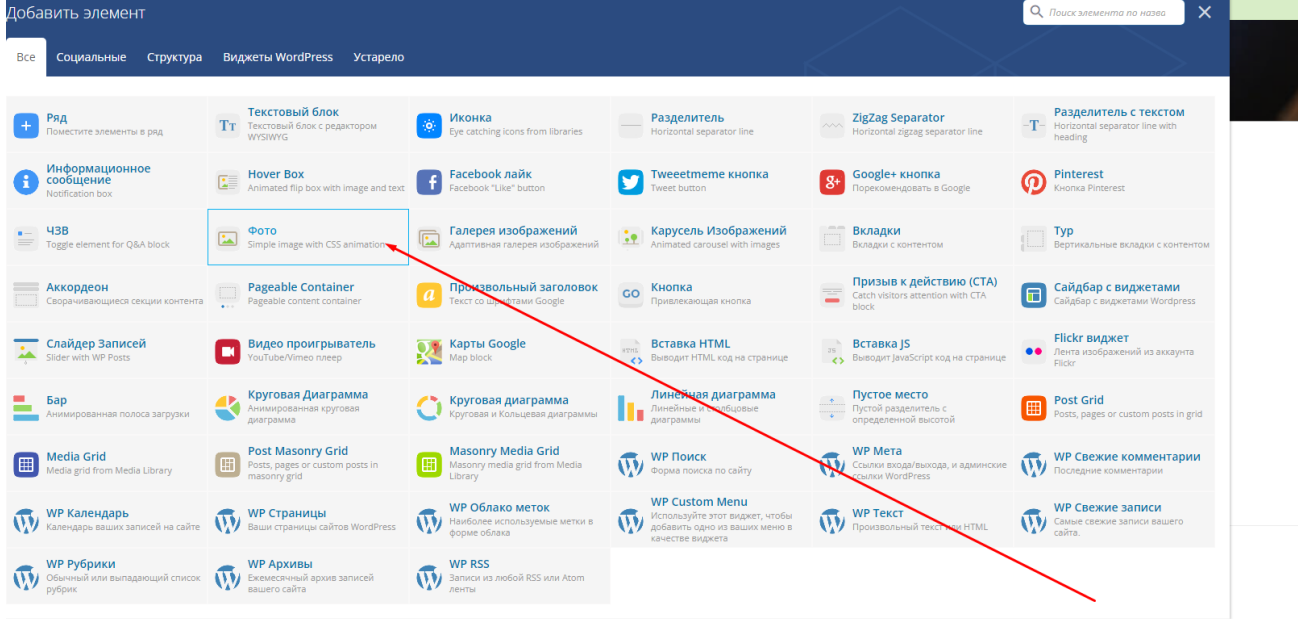 Добавить элемент
Поиск элемента по назва
Все Социальные Структура Виджеты WordPress Устарело
Ряд
Поместите элементы в ряд
Текстовый блок
Текстовый блок с редактором
WYSIWYG
Иконка
Eye catching icons from libraries
Разделитель
Horizontal separator line
ZigZag Separator
Horizontal zigzag separator line
Разделитель с текстом
Horizontal separator line with
heading
Информационное
сообщение
Notification box
Hover Box
Animated flip box with image and text
Facebook лайк
Facebook "Like" button
Tweeetmeme кнопка
Tweet button
Google+ кнопка
Порекомендовать в Google
Pinterest
Кнопка Pinterest
ЧЗВ
Toggle element for Q&A block
Фото
Simple image with CSS animation
Галерея изображений
Адаптивная галерея изображений
Карусель Изображений
Animated carousel with images
Вкладки
Вкладки с контентом
Тур
Вертикальные вкладки с контентом
Аккордеон
Сворачивающиеся секции контента
Pageable Container
Pageable content container
Произвольный заголовок
Текст со шрифтами Google
Кнопка
Привлекающая кнопка
Призыв к действию (CTA)
Catch visitors attention with CTA
block
Сайдбар с виджетами
Сайдбар с виджетами Wordpress
Слайдер Записей
Slider with WP Posts
Видео проигрыватель
YouTube/Vimeo плеер
Карты Google
Map block
Вставка HTML
Выводит HTML код на странице
Вставка JS
Выводит JavaScript код на странице
Flickr виджет
Лента изображений из аккаунта
Flickr
Бар
Анимированная полоса загрузки
Круговая Диаграмма
Анимированная круговая
диаграмма
Круговая диаграмма
Круговая и Кольцевая диаграммы
Линейная диаграмма
Линейные и столбцовые
диаграммы
Пустое место
Пустой разделитель с
определенной высотой
Post Grid
Posts, pages or custom posts in grid
Media Grid
Media grid from Media Library
Post Masonry Grid
Posts, pages or custom posts in
masonry grid
Masonry Media Grid
Masonry media grid from Media
Library
WP Поиск
Форма поиска по сайту
WP Мета
Ссылки входа/выхода, и админские
ссылки WordPress
WP Свежие комментарии
Последние комментарии
WP Календарь
Календарь ваших записей на сайте
WP Страницы
Ваши страницы сайтов WordPress
WP Облако меток
Наиболее используемые метки в
форме облака
WP Custom Menu
Используйте этот виджет, чтобы
добавить одно из ваших меню в
качестве виджета
WP Текст
Произвольный текст или HTML
WP Свежие записи
Самые свежие записи вашего
сайта.
WP Рубрики
Обычный или выпадающий список
рубрик
WP Архивы
Ежемесячный архив записей
вашего сайта
WP RSS
Записи из любой RSS или Atom
ленты